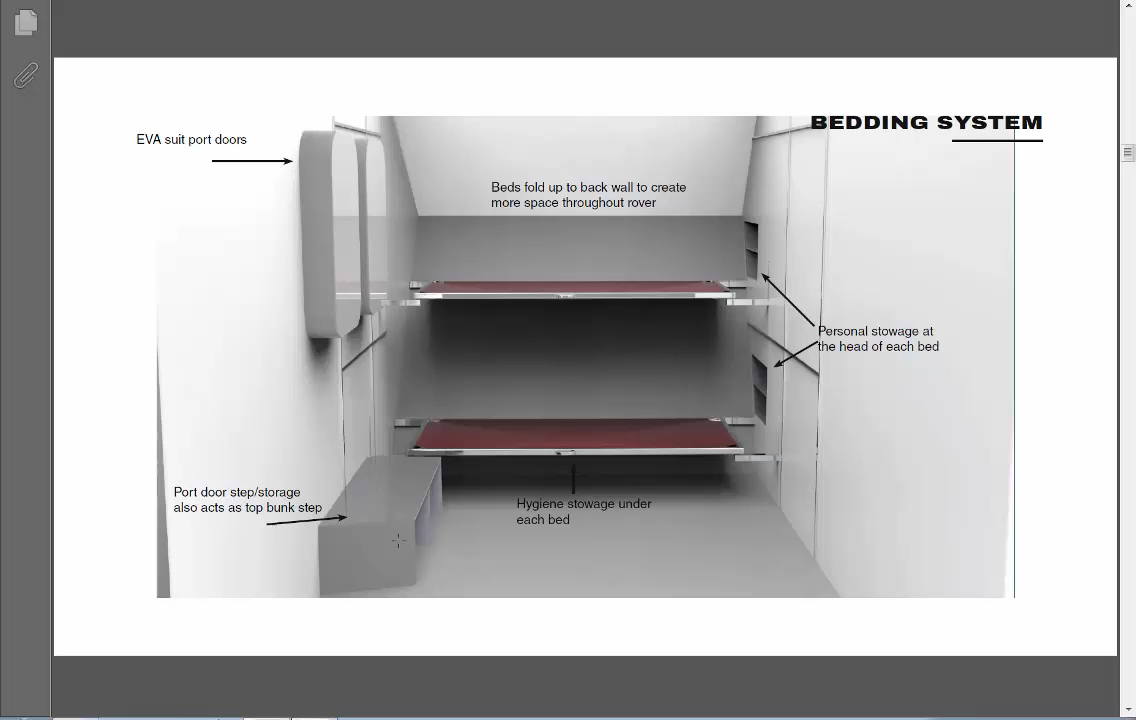 BEDDING SYSTEM
EVA suit port doors
Beds fold up to back wall to create
more space throughout rover
Personal stowage at
the head of each bed
Port door step/storage
also acts as top bunk step
Hygiene stowage under
each bed